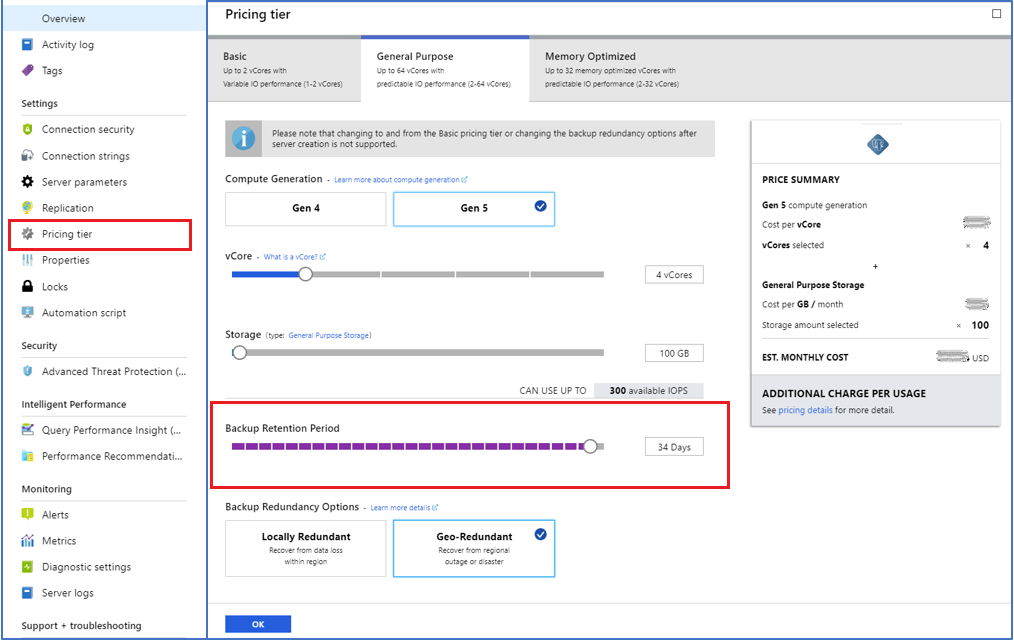 Overview
Activity log
Tags
Settings
Connection security
Connection strings
Server parameters
Replication
Pricing tier
Properties
Locks
Automation script
Security
Advanced Threat Protection (...
Intelligent Performance
Query Performance Insight (...
Performance Recommendati...
Monitoring
Alerts
Metrics
Diagnostic settings
Server logs
Support + troubleshooting
Pricing tier
Basic
Up to 2 vCores with
Variable IO performance (1-2 vCores)
General Purpose
Up to 64 vCores with
predictable IO performance (2-64 vCores)
Memory Optimized
Up to 32 memory optimized vCores with
predictable IO performance (2-32 vCores)
Please note that changing to and from the Basic pricing tier or changing the backup redundancy options after
server creation is not supported.
Compute Generation - Learn more about compute generation
Gen 4
Gen 5
vCore - What is a vCore?
4 vCores
Storage (type: General Purpose Storage)
100 GB
CAN USE UP TO 300 available IOPS
Backup Retention Period
34 Days
Backup Redundancy Options - Learn more details
Locally Redundant
Recover from data loss
within region
Geo-Redundant
Recover from regional
outage or disaster
OK
PRICE SUMMARY
Gen 5 compute generation
Cost per vCore
vCores selected × 4
+
General Purpose Storage
Cost per GB / month
Storage amount selected × 100
EST. MONTHLY COST USD
ADDITIONAL CHARGE PER USAGE
See pricing details for more detail.